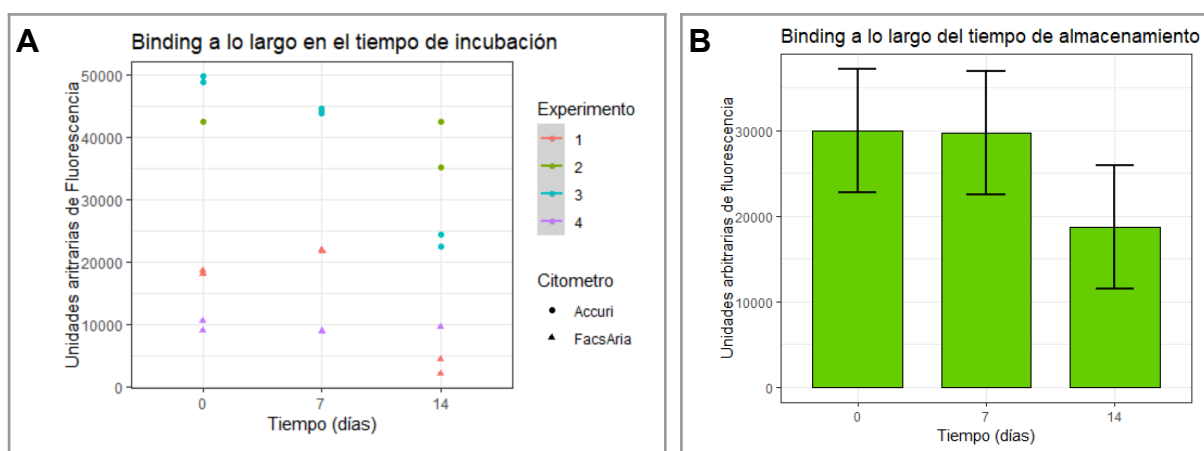 A
Binding a lo largo en el tiempo de incubación
Unidades aritrarias de Fluorescencia
50000
40000
30000
20000
10000
0
0 7 14
Tiempo (días)
Experimento
1
2
3
4
Citometro
Accuri
FacsAria
B
Binding a lo largo del tiempo de almacenamiento
Unidades arbitrarias de fluorescencia
30000
20000
10000
0
0 7 14
Tiempo (días)